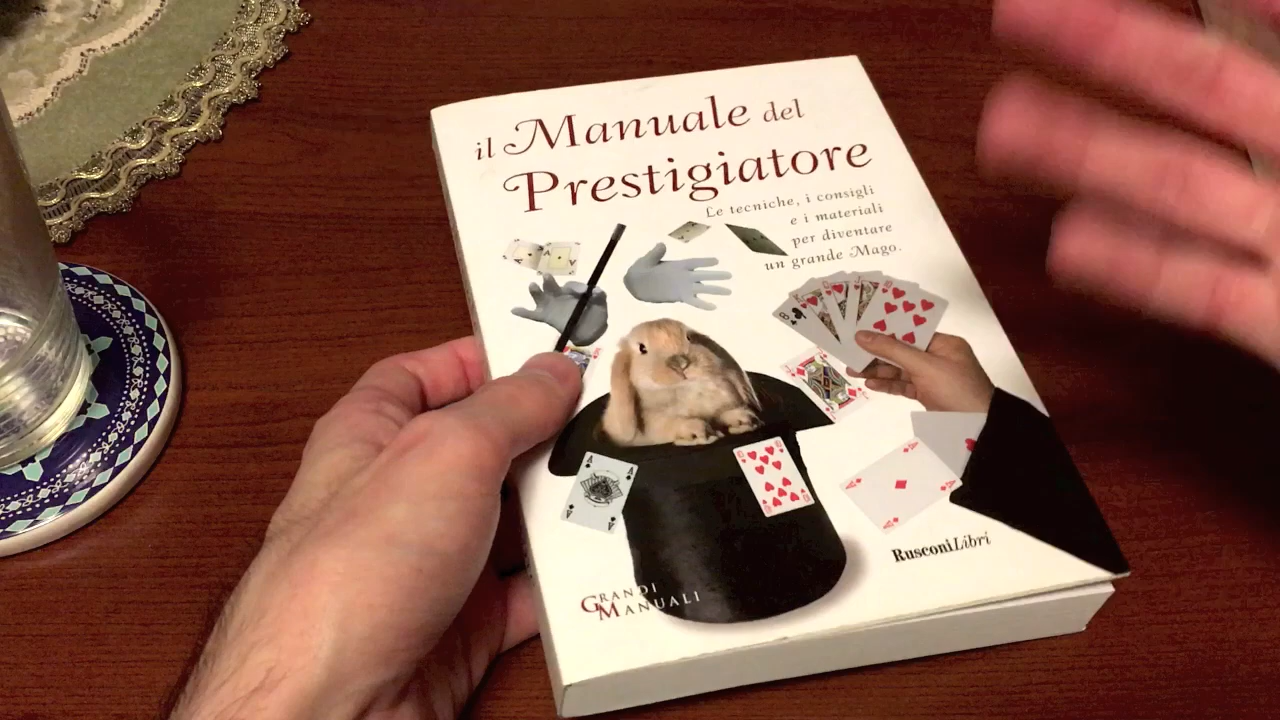 il Manuale del
Prestigiatore
Le tecniche, i consigli
e i materiali
per diventare
un grande Mago.
RusconiLibri
GRANDI
MANUALI